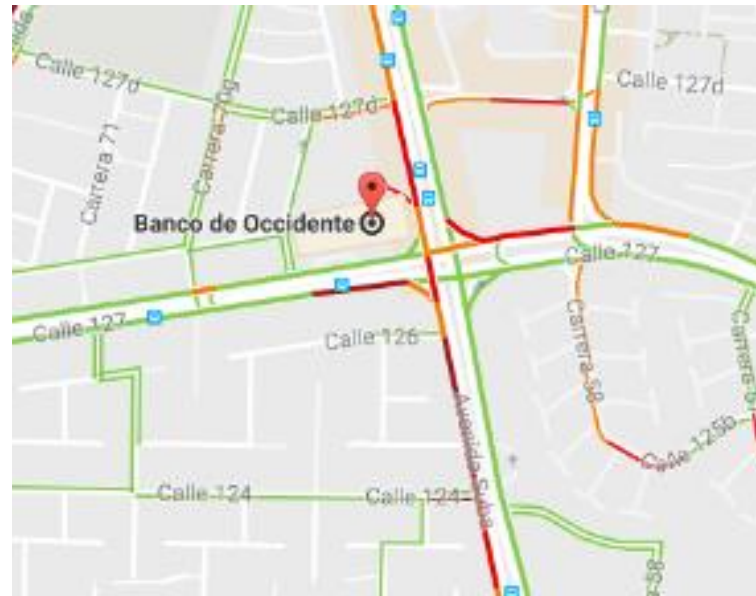 Calle 127d
Calle 127d
Carrera 70g
Calle 127d
Carrera 71
Banco de Occidente
Calle 127
Calle 127
Calle 126
Carrera 58
Avenida Suba
Calle 125b
Calle 124
Calle 124